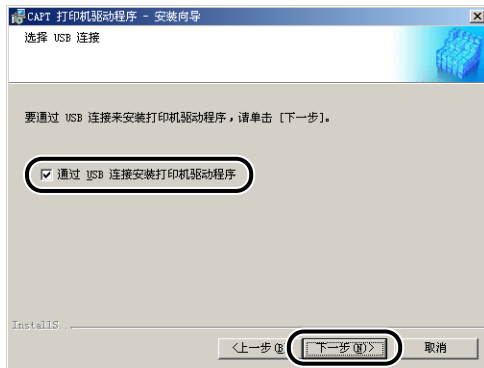 CAPT 打印机驱动程序 - 安装向导
选择 USB 连接
要通过 USB 连接来安装打印机驱动程序，请单击 [下一步]。
通过 USB 连接安装打印机驱动程序
InstallS...
<上一步(B 下一步(N)> 取消